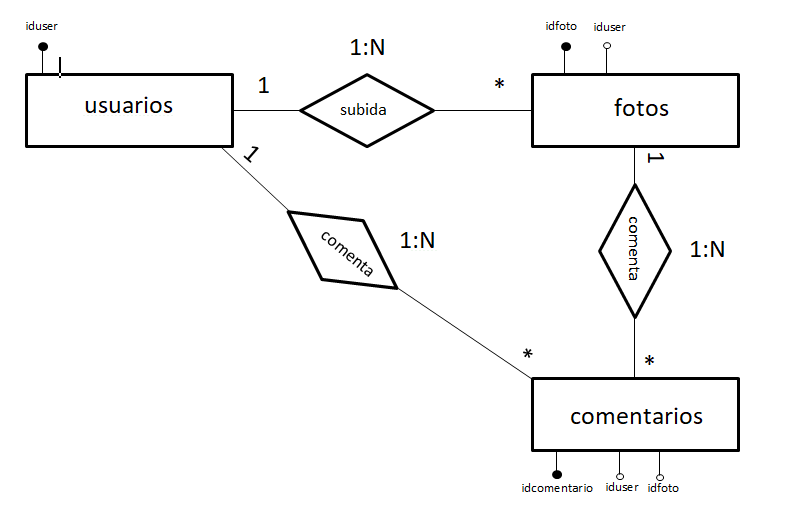 iduser
idfoto
iduser
1:N
usuarios
1
subida
*
fotos
1
1
comenta
1:N
comenta
1:N
*
*
comentarios
idcomentario
iduser
idfoto